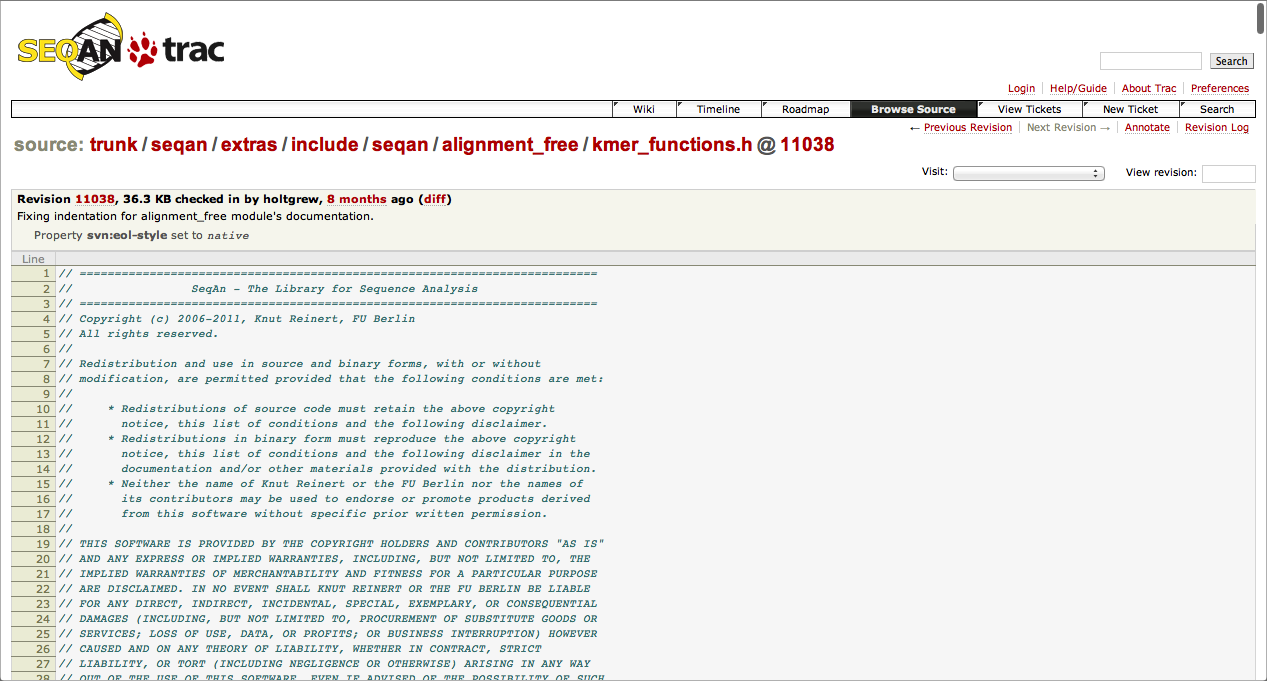 SEQAN trac
Search
Login Help/Guide About Trac Preferences
Wiki Timeline Roadmap Browse Source View Tickets New Ticket Search
← Previous Revision Next Revision → Annotate Revision Log
source: trunk / seqan / extras / include / seqan / alignment_free / kmer_functions.h @ 11038
Visit: View revision:
Revision 11038, 36.3 KB checked in by holtgrew, 8 months ago (diff)
Fixing indentation for alignment_free module's documentation.
Property svn:eol-style set to native
Line
1 // ==========================================================================
2 //                 SeqAn - The Library for Sequence Analysis
3 // ==========================================================================
4 // Copyright (c) 2006-2011, Knut Reinert, FU Berlin
5 // All rights reserved.
6 //
7 // Redistribution and use in source and binary forms, with or without
8 // modification, are permitted provided that the following conditions are met:
9 //
10 //     * Redistributions of source code must retain the above copyright
11 //       notice, this list of conditions and the following disclaimer.
12 //     * Redistributions in binary form must reproduce the above copyright
13 //       notice, this list of conditions and the following disclaimer in the
14 //       documentation and/or other materials provided with the distribution.
15 //     * Neither the name of Knut Reinert or the FU Berlin nor the names of
16 //       its contributors may be used to endorse or promote products derived
17 //       from this software without specific prior written permission.
18 //
19 // THIS SOFTWARE IS PROVIDED BY THE COPYRIGHT HOLDERS AND CONTRIBUTORS "AS IS"
20 // AND ANY EXPRESS OR IMPLIED WARRANTIES, INCLUDING, BUT NOT LIMITED TO, THE
21 // IMPLIED WARRANTIES OF MERCHANTABILITY AND FITNESS FOR A PARTICULAR PURPOSE
22 // ARE DISCLAIMED. IN NO EVENT SHALL KNUT REINERT OR THE FU BERLIN BE LIABLE
23 // FOR ANY DIRECT, INDIRECT, INCIDENTAL, SPECIAL, EXEMPLARY, OR CONSEQUENTIAL
24 // DAMAGES (INCLUDING, BUT NOT LIMITED TO, PROCUREMENT OF SUBSTITUTE GOODS OR
25 // SERVICES; LOSS OF USE, DATA, OR PROFITS; OR BUSINESS INTERRUPTION) HOWEVER
26 // CAUSED AND ON ANY THEORY OF LIABILITY, WHETHER IN CONTRACT, STRICT
27 // LIABILITY, OR TORT (INCLUDING NEGLIGENCE OR OTHERWISE) ARISING IN ANY WAY
28 // OUT OF THE USE OF THIS SOFTWARE, EVEN IF ADVISED OF THE POSSIBILITY OF SUCH